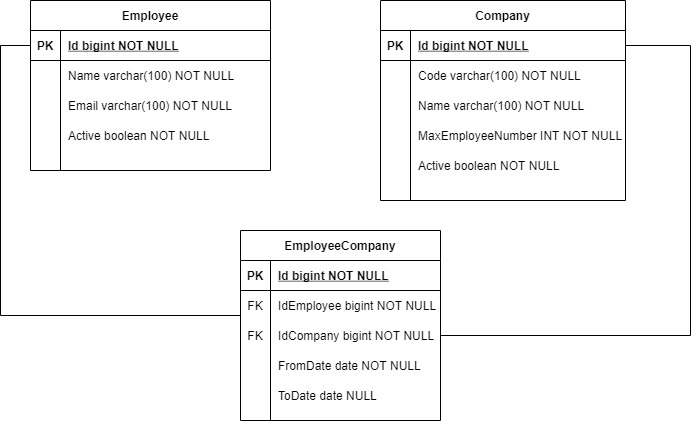 Employee
PK Id bigint NOT NULL
Name varchar(100) NOT NULL
Email varchar(100) NOT NULL
Active boolean NOT NULL
Company
PK Id bigint NOT NULL
Code varchar(100) NOT NULL
Name varchar(100) NOT NULL
MaxEmployeeNumber INT NOT NULL
Active boolean NOT NULL
EmployeeCompany
PK Id bigint NOT NULL
FK IdEmployee bigint NOT NULL
FK IdCompany bigint NOT NULL
FromDate date NOT NULL
ToDate date NULL